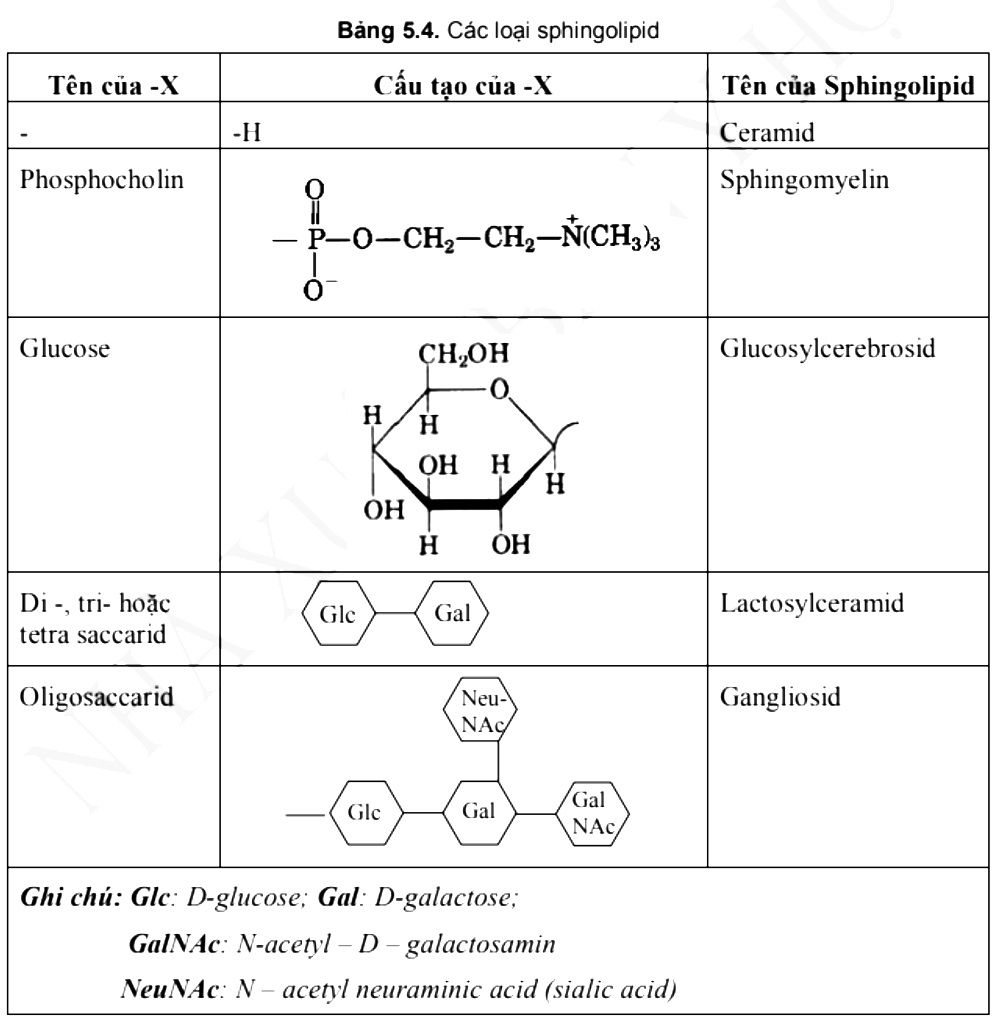 Bảng 5.4. Các loại sphingolipid
Tên của -X
Cấu tạo của -X
Tên của Sphingolipid
-
-H
Ceramid
Phosphocholin
O
— P—O—CH₂—CH₂—N⁺(CH₃)₃
O⁻
Sphingomyelin
Glucose
CH₂OH
O
H
H
OH H
H
OH
H
OH
Glucosylcerebrosid
Di -, tri- hoặc
tetra saccarid
Glc
Gal
Lactosylceramid
Oligosaccarid
Neu-
NAc
Glc
Gal
Gal
NAc
Gangliosid
Ghi chú: Glc: D-glucose; Gal: D-galactose;
GalNAc: N-acetyl – D – galactosamin
NeuNAc: N – acetyl neuraminic acid (sialic acid)